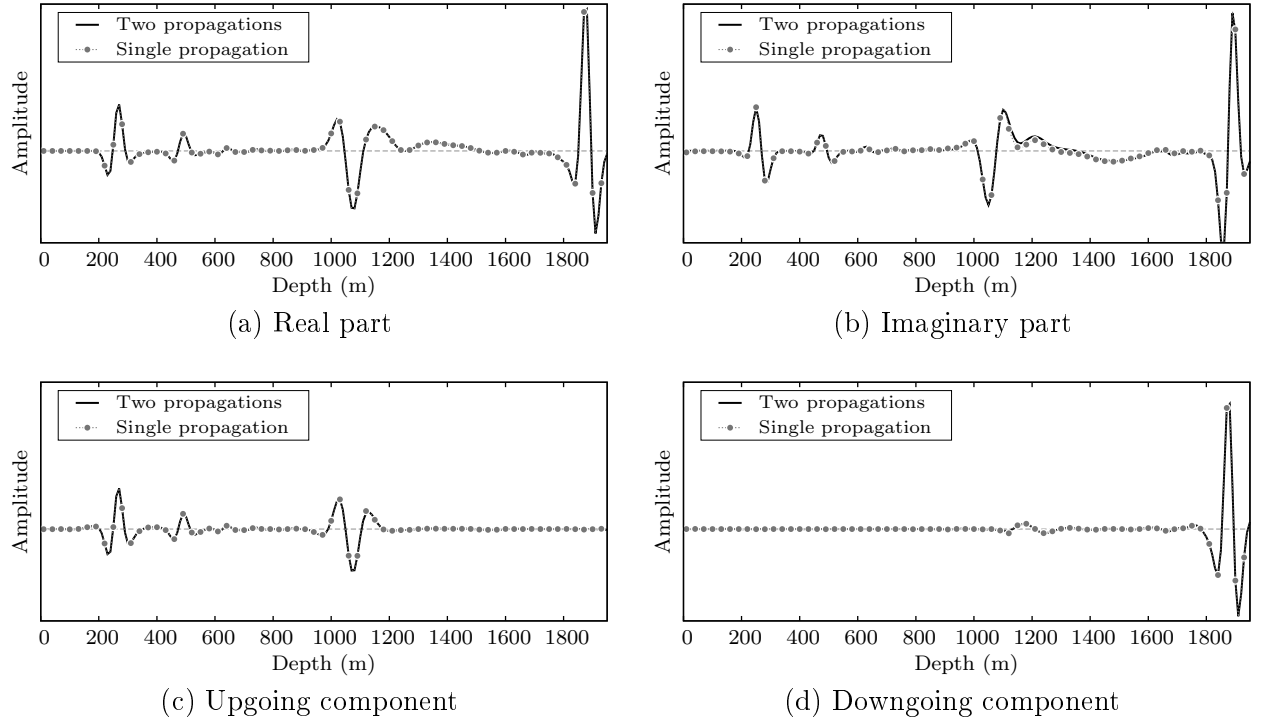 Two propagations
Single propagation
Amplitude
0 200 400 600 800 1000 1200 1400 1600 1800
Depth (m)
(a) Real part
Two propagations
Single propagation
Amplitude
0 200 400 600 800 1000 1200 1400 1600 1800
Depth (m)
(b) Imaginary part
Two propagations
Single propagation
Amplitude
0 200 400 600 800 1000 1200 1400 1600 1800
Depth (m)
(c) Upgoing component
Two propagations
Single propagation
Amplitude
0 200 400 600 800 1000 1200 1400 1600 1800
Depth (m)
(d) Downgoing component